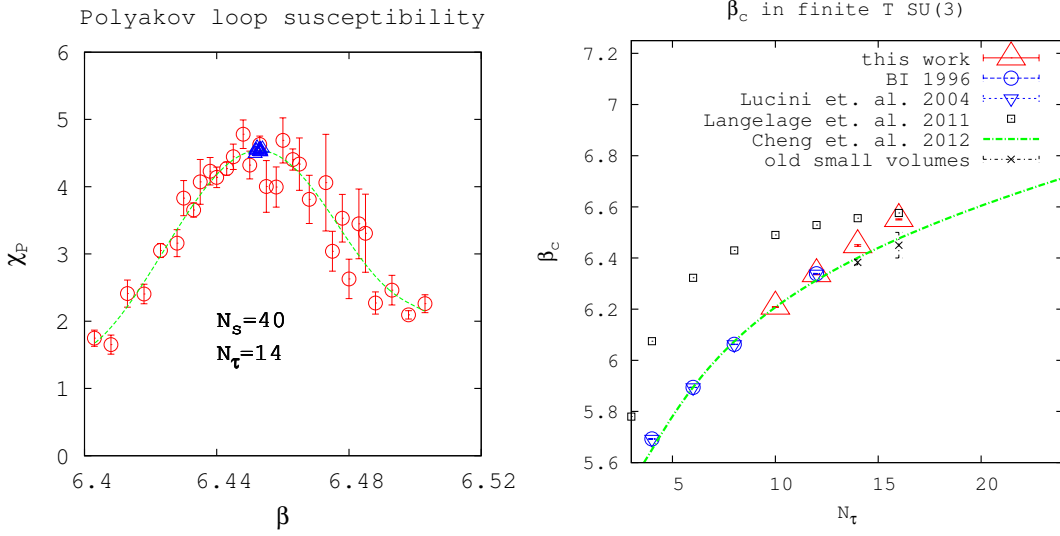 Polyakov loop susceptibility
6
5
4
3
2
1
0
χP
Ns=40
Nτ=14
6.4
6.44
6.48
6.52
β
βc in finite T SU(3)
this work
BI 1996
Lucini et. al. 2004
Langelage et. al. 2011
Cheng et. al. 2012
old small volumes
7.2
7
6.8
6.6
6.4
6.2
6
5.8
5.6
βc
5
10
15
20
Nτ